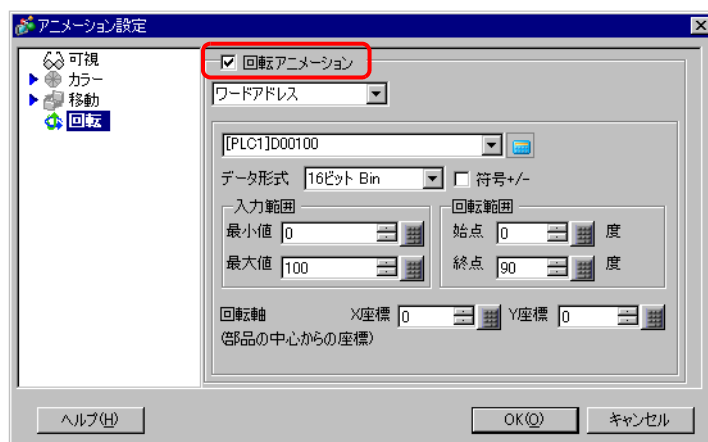 アニメーション設定
可視
カラー
移動
回転
回転アニメーション
ワードアドレス
[PLC1]D00100
データ形式 16ビット Bin 符号+/-
入力範囲
最小値 0
最大値 100
回転範囲
始点 0 度
終点 90 度
回転軸 X座標 0 Y座標 0
(部品の中心からの座標)
ヘルプ(H) OK(O) キャンセル